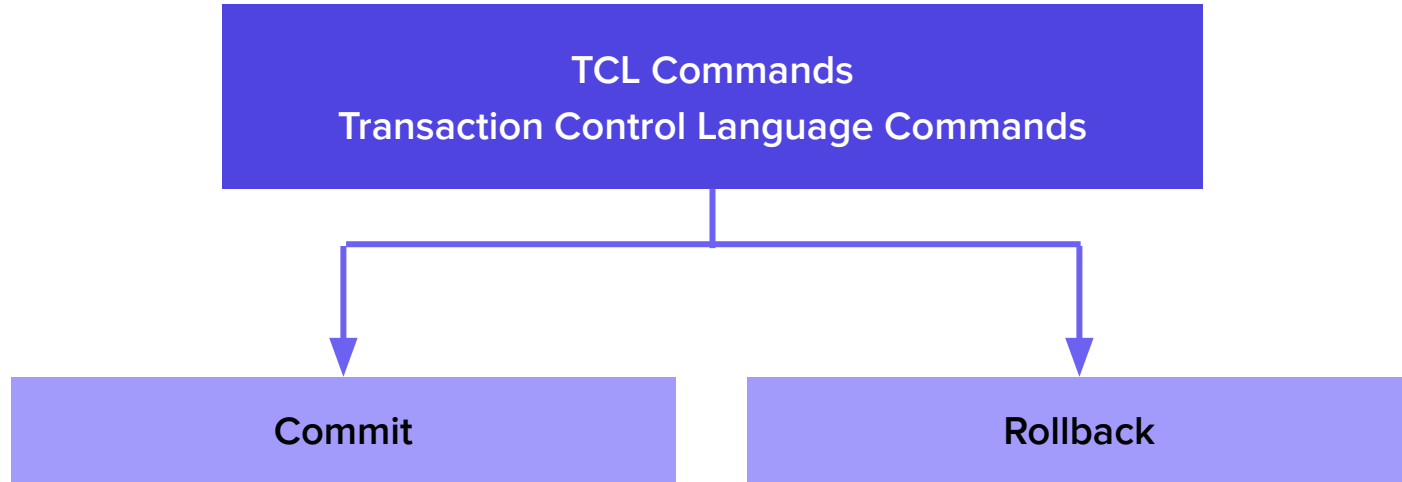 TCL Commands
Transaction Control Language Commands
Commit
Rollback